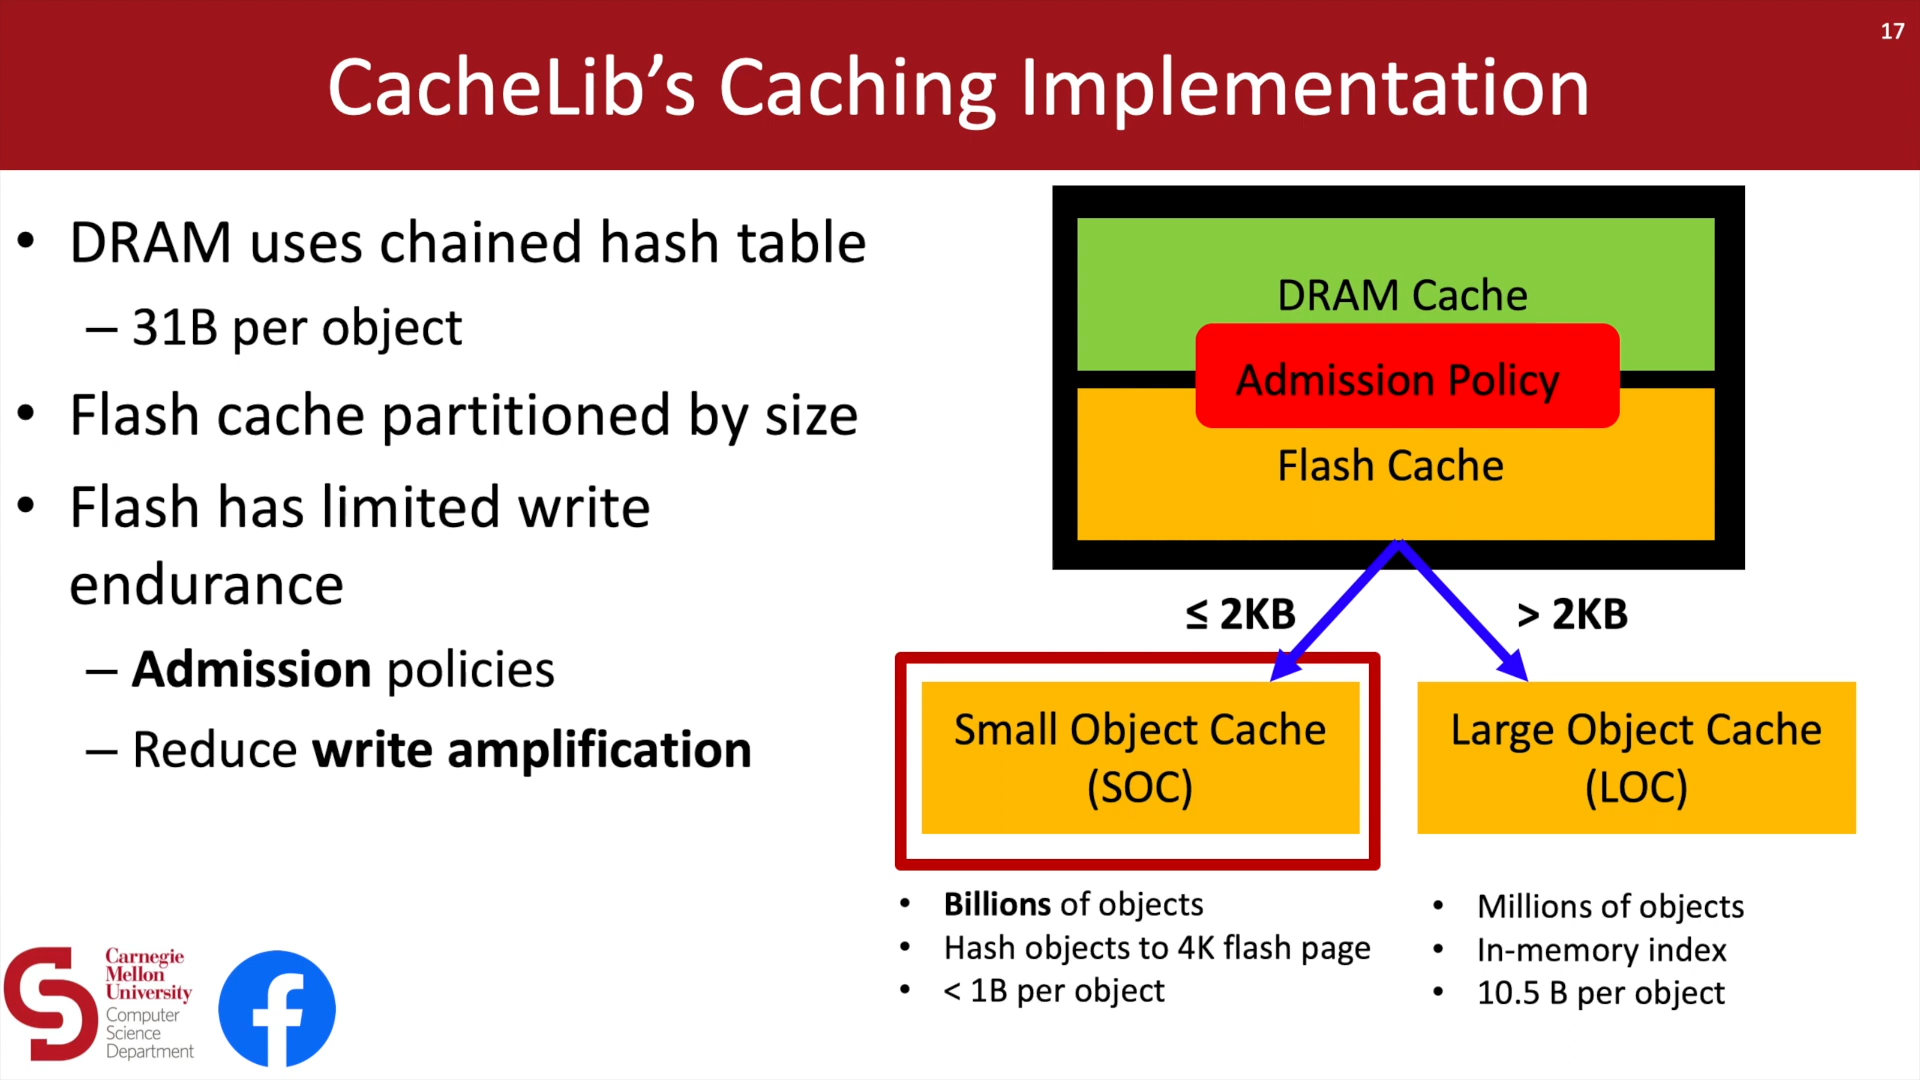 17
CacheLib’s Caching Implementation
• DRAM uses chained hash table
– 31B per object
• Flash cache partitioned by size
• Flash has limited write
endurance
– Admission policies
– Reduce write amplification
DRAM Cache
Admission Policy
Flash Cache
≤ 2KB
> 2KB
Small Object Cache
(SOC)
Large Object Cache
(LOC)
• Billions of objects
• Hash objects to 4K flash page
• < 1B per object
• Millions of objects
• In-memory index
• 10.5 B per object
Carnegie
Mellon
University
Computer
Science
Department